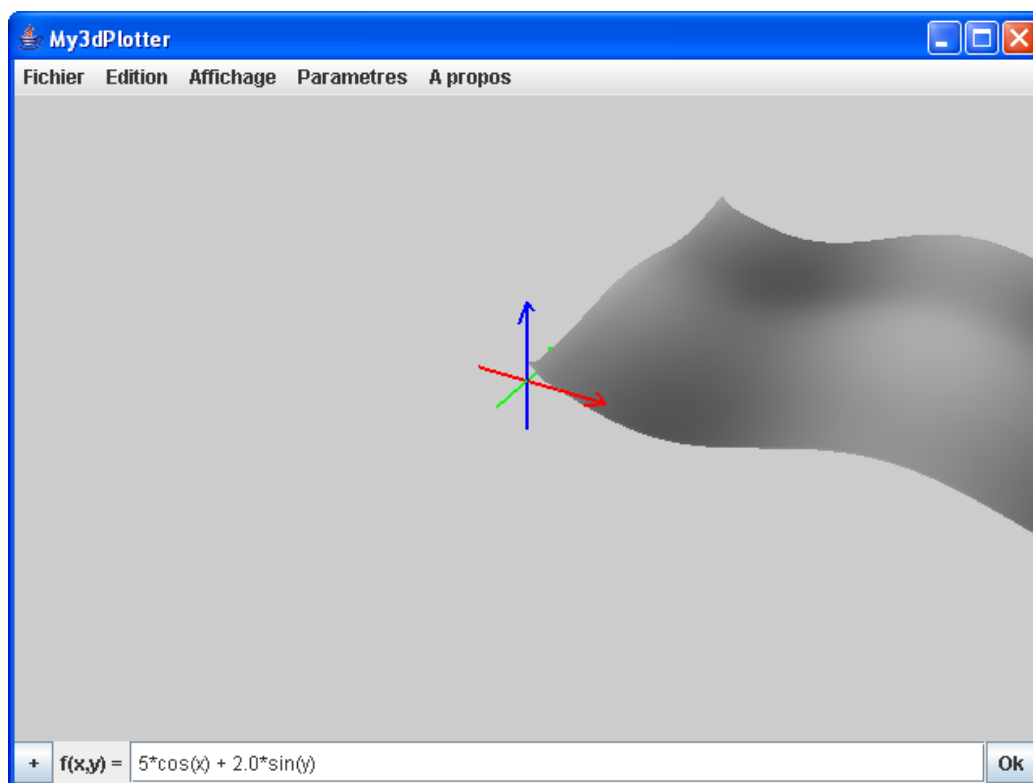 My3dPlotter
Fichier Edition Affichage Parametres A propos
+ f(x,y) = 5*cos(x) + 2.0*sin(y) Ok